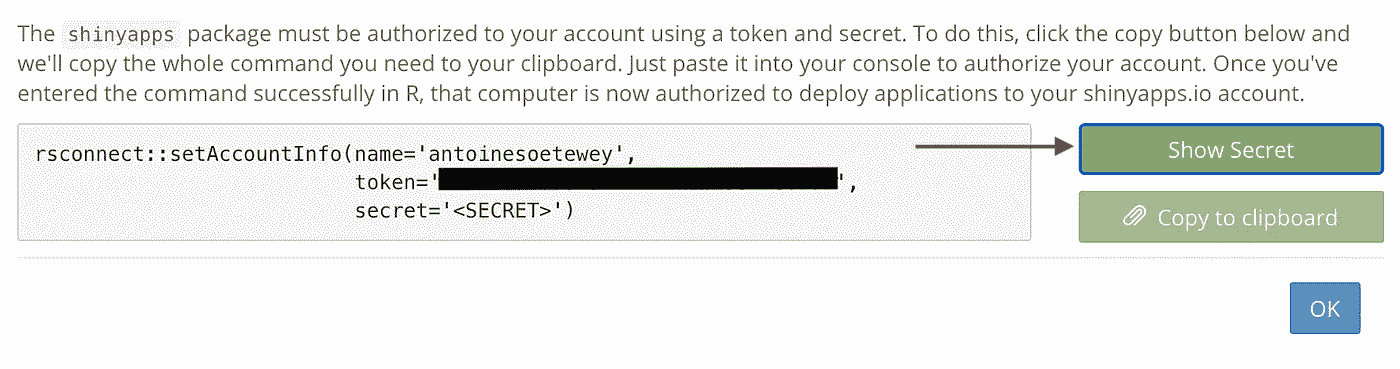 The shinyapps package must be authorized to your account using a token and secret. To do this, click the copy button below and
we'll copy the whole command you need to your clipboard. Just paste it into your console to authorize your account. Once you've
entered the command successfully in R, that computer is now authorized to deploy applications to your shinyapps.io account.
rsconnect::setAccountInfo(name='antoinesoetewey',
token='',
secret='<SECRET>')
Show Secret
Copy to clipboard
OK